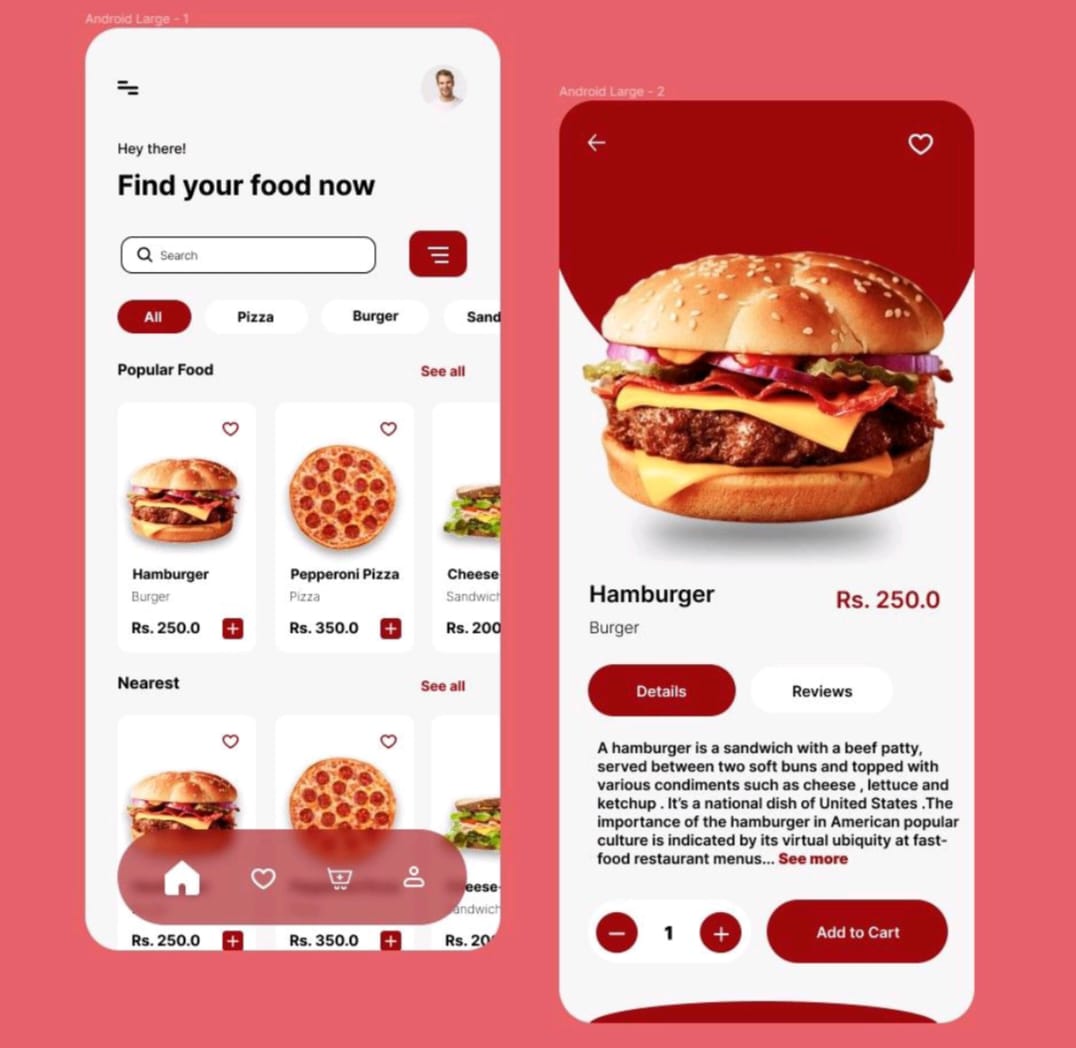 Android Large - 1
Hey there!
Find your food now
Search
All
Pizza
Burger
Sand
Popular Food
See all
Hamburger
Burger
Rs. 250.0
Pepperoni Pizza
Pizza
Rs. 350.0
Cheese-
Sandwich
Rs. 200
Nearest
See all
eese-
andwich
Rs. 250.0
Rs. 350.0
Rs. 20
Android Large - 2
Hamburger
Rs. 250.0
Burger
Details
Reviews
A hamburger is a sandwich with a beef patty,
served between two soft buns and topped with
various condiments such as cheese , lettuce and
ketchup . It's a national dish of United States .The
importance of the hamburger in American popular
culture is indicated by its virtual ubiquity at fast-
food restaurant menus... See more
1
Add to Cart